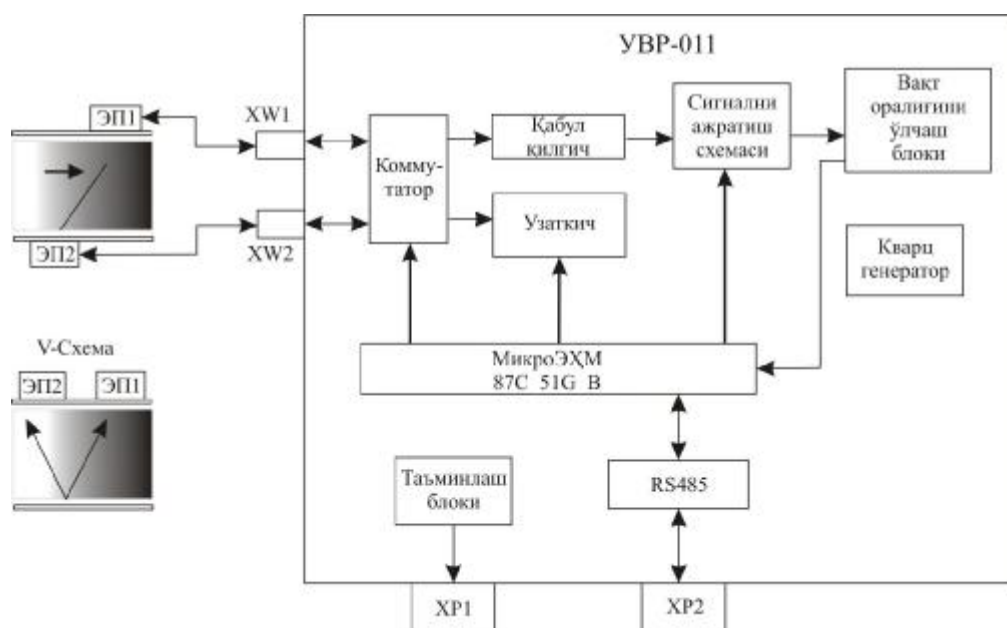 УВР-011
ЭП1
XW1
Комму-
татор
Қабул
қилгич
Сигнални
ажратиш
схемаси
Вакт
оралиғини
ўлчаш
блоки
ЭП2
XW2
Узаткич
Кварц
генератор
V-Схема
ЭП2
ЭП1
МикроЭҲМ
87C 51G B
Таъминлаш
блоки
RS485
XP1
XP2